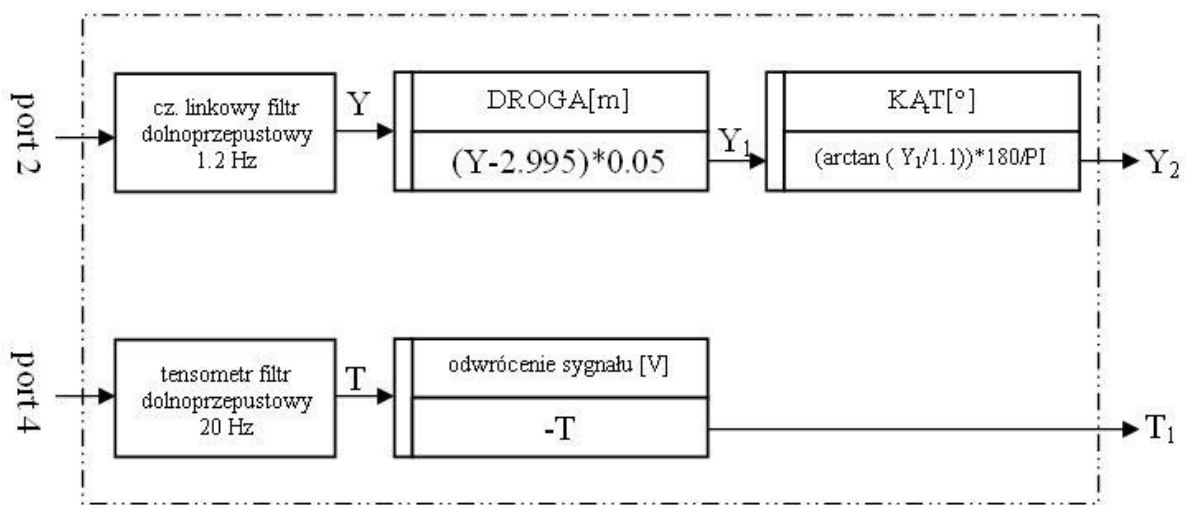 port 2
cz. linkowy filtr
dolnoprzepustowy
1.2 Hz
Y
DROGA[m]
(Y-2.995)*0.05
Y₁
KĄT[°]
(arctan ( Y₁/1.1))*180/PI
Y₂
port 4
tensometr filtr
dolnoprzepustowy
20 Hz
T
odwrócenie sygnału [V]
-T
T₁